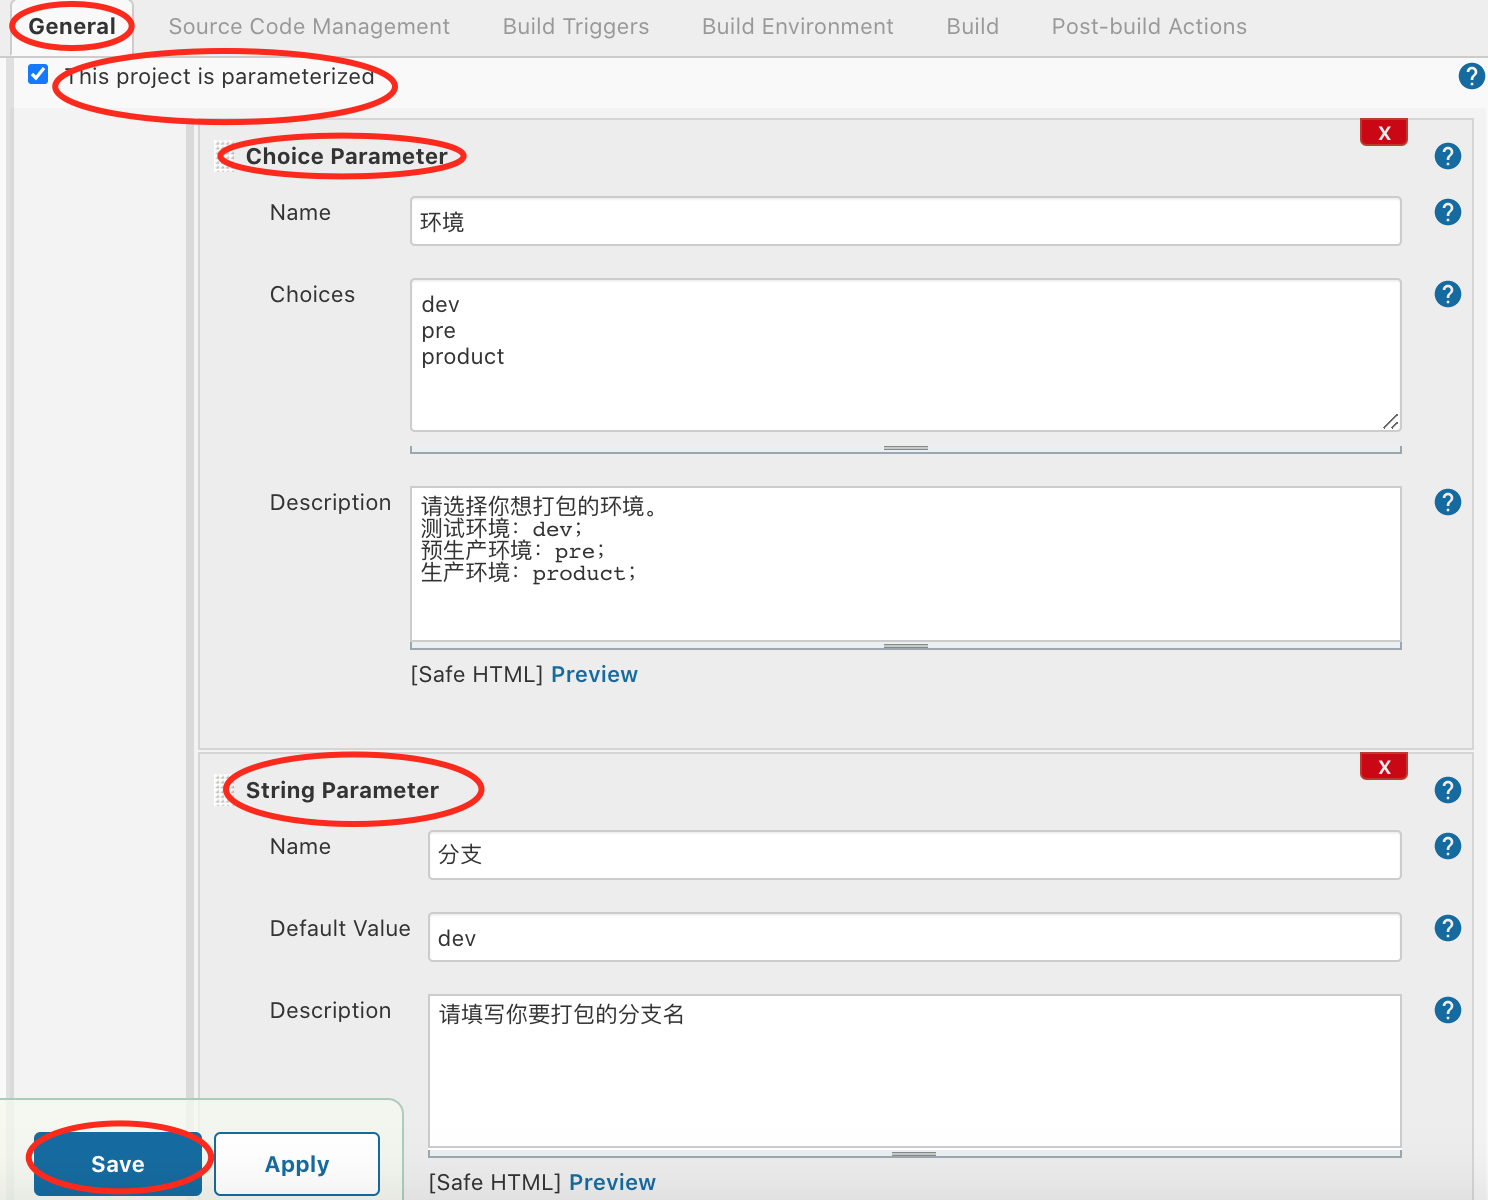 General Source Code Management Build Triggers Build Environment Build Post-build Actions
This project is parameterized ?
X
Choice Parameter ?
Name 环境 ?
Choices dev ?
pre
product
Description 请选择你想打包的环境。 ?
测试环境：dev；
预生产环境：pre；
生产环境：product；
[Safe HTML] Preview
X
String Parameter ?
Name 分支 ?
Default Value dev ?
Description 请填写你要打包的分支名 ?
Save Apply
[Safe HTML] Preview